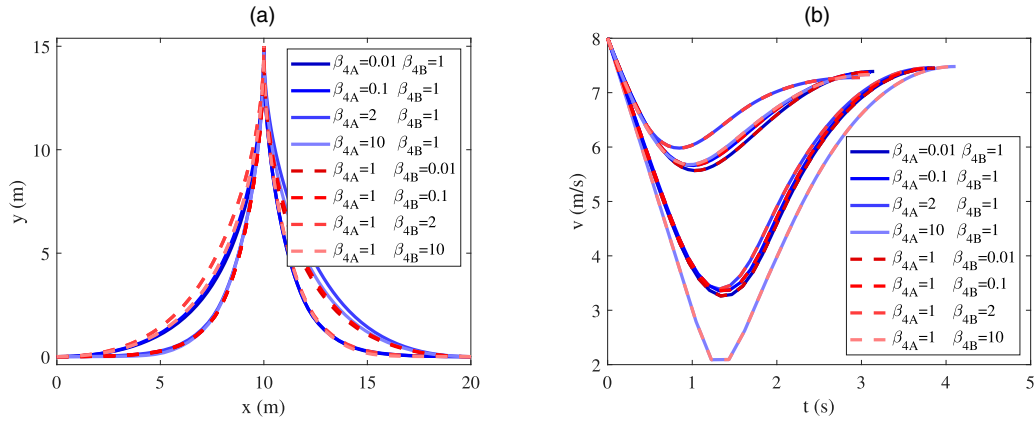 (a)
15
10
5
0
y (m)
0
5
10
15
20
x (m)
β4A=0.01 β4B=1
β4A=0.1 β4B=1
β4A=2 β4B=1
β4A=10 β4B=1
β4A=1 β4B=0.01
β4A=1 β4B=0.1
β4A=1 β4B=2
β4A=1 β4B=10
(b)
8
7
6
5
4
3
2
v (m/s)
0
1
2
3
4
5
t (s)
β4A=0.01 β4B=1
β4A=0.1 β4B=1
β4A=2 β4B=1
β4A=10 β4B=1
β4A=1 β4B=0.01
β4A=1 β4B=0.1
β4A=1 β4B=2
β4A=1 β4B=10